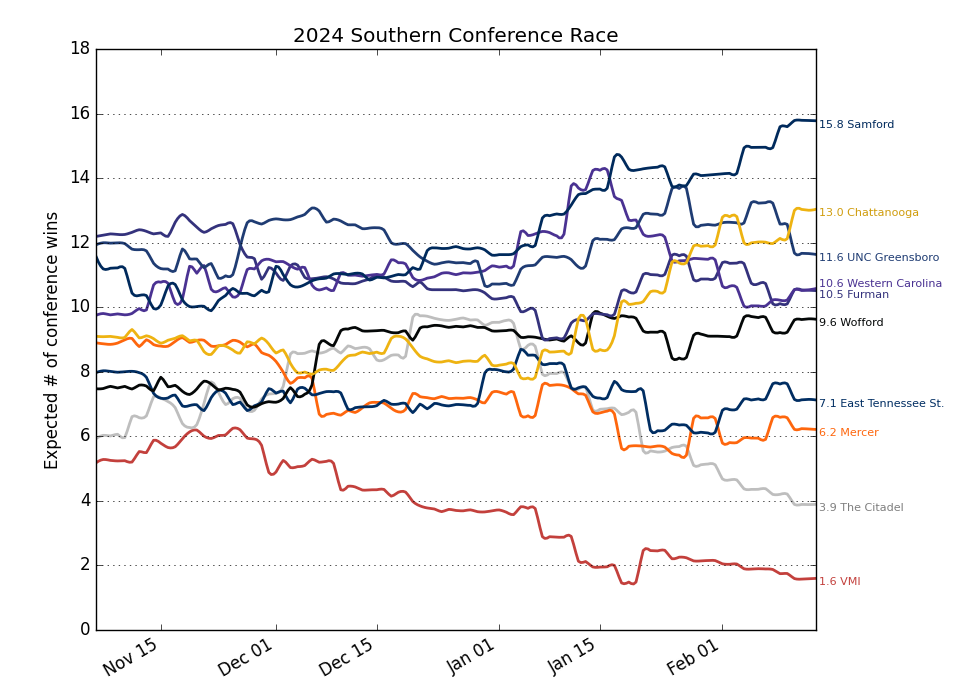 2024 Southern Conference Race
Expected # of conference wins
18
16
14
12
10
8
6
4
2
0
Nov 15
Dec 01
Dec 15
Jan 01
Jan 15
Feb 01
15.8 Samford
13.0 Chattanooga
11.6 UNC Greensboro
10.6 Western Carolina
10.5 Furman
9.6 Wofford
7.1 East Tennessee St.
6.2 Mercer
3.9 The Citadel
1.6 VMI